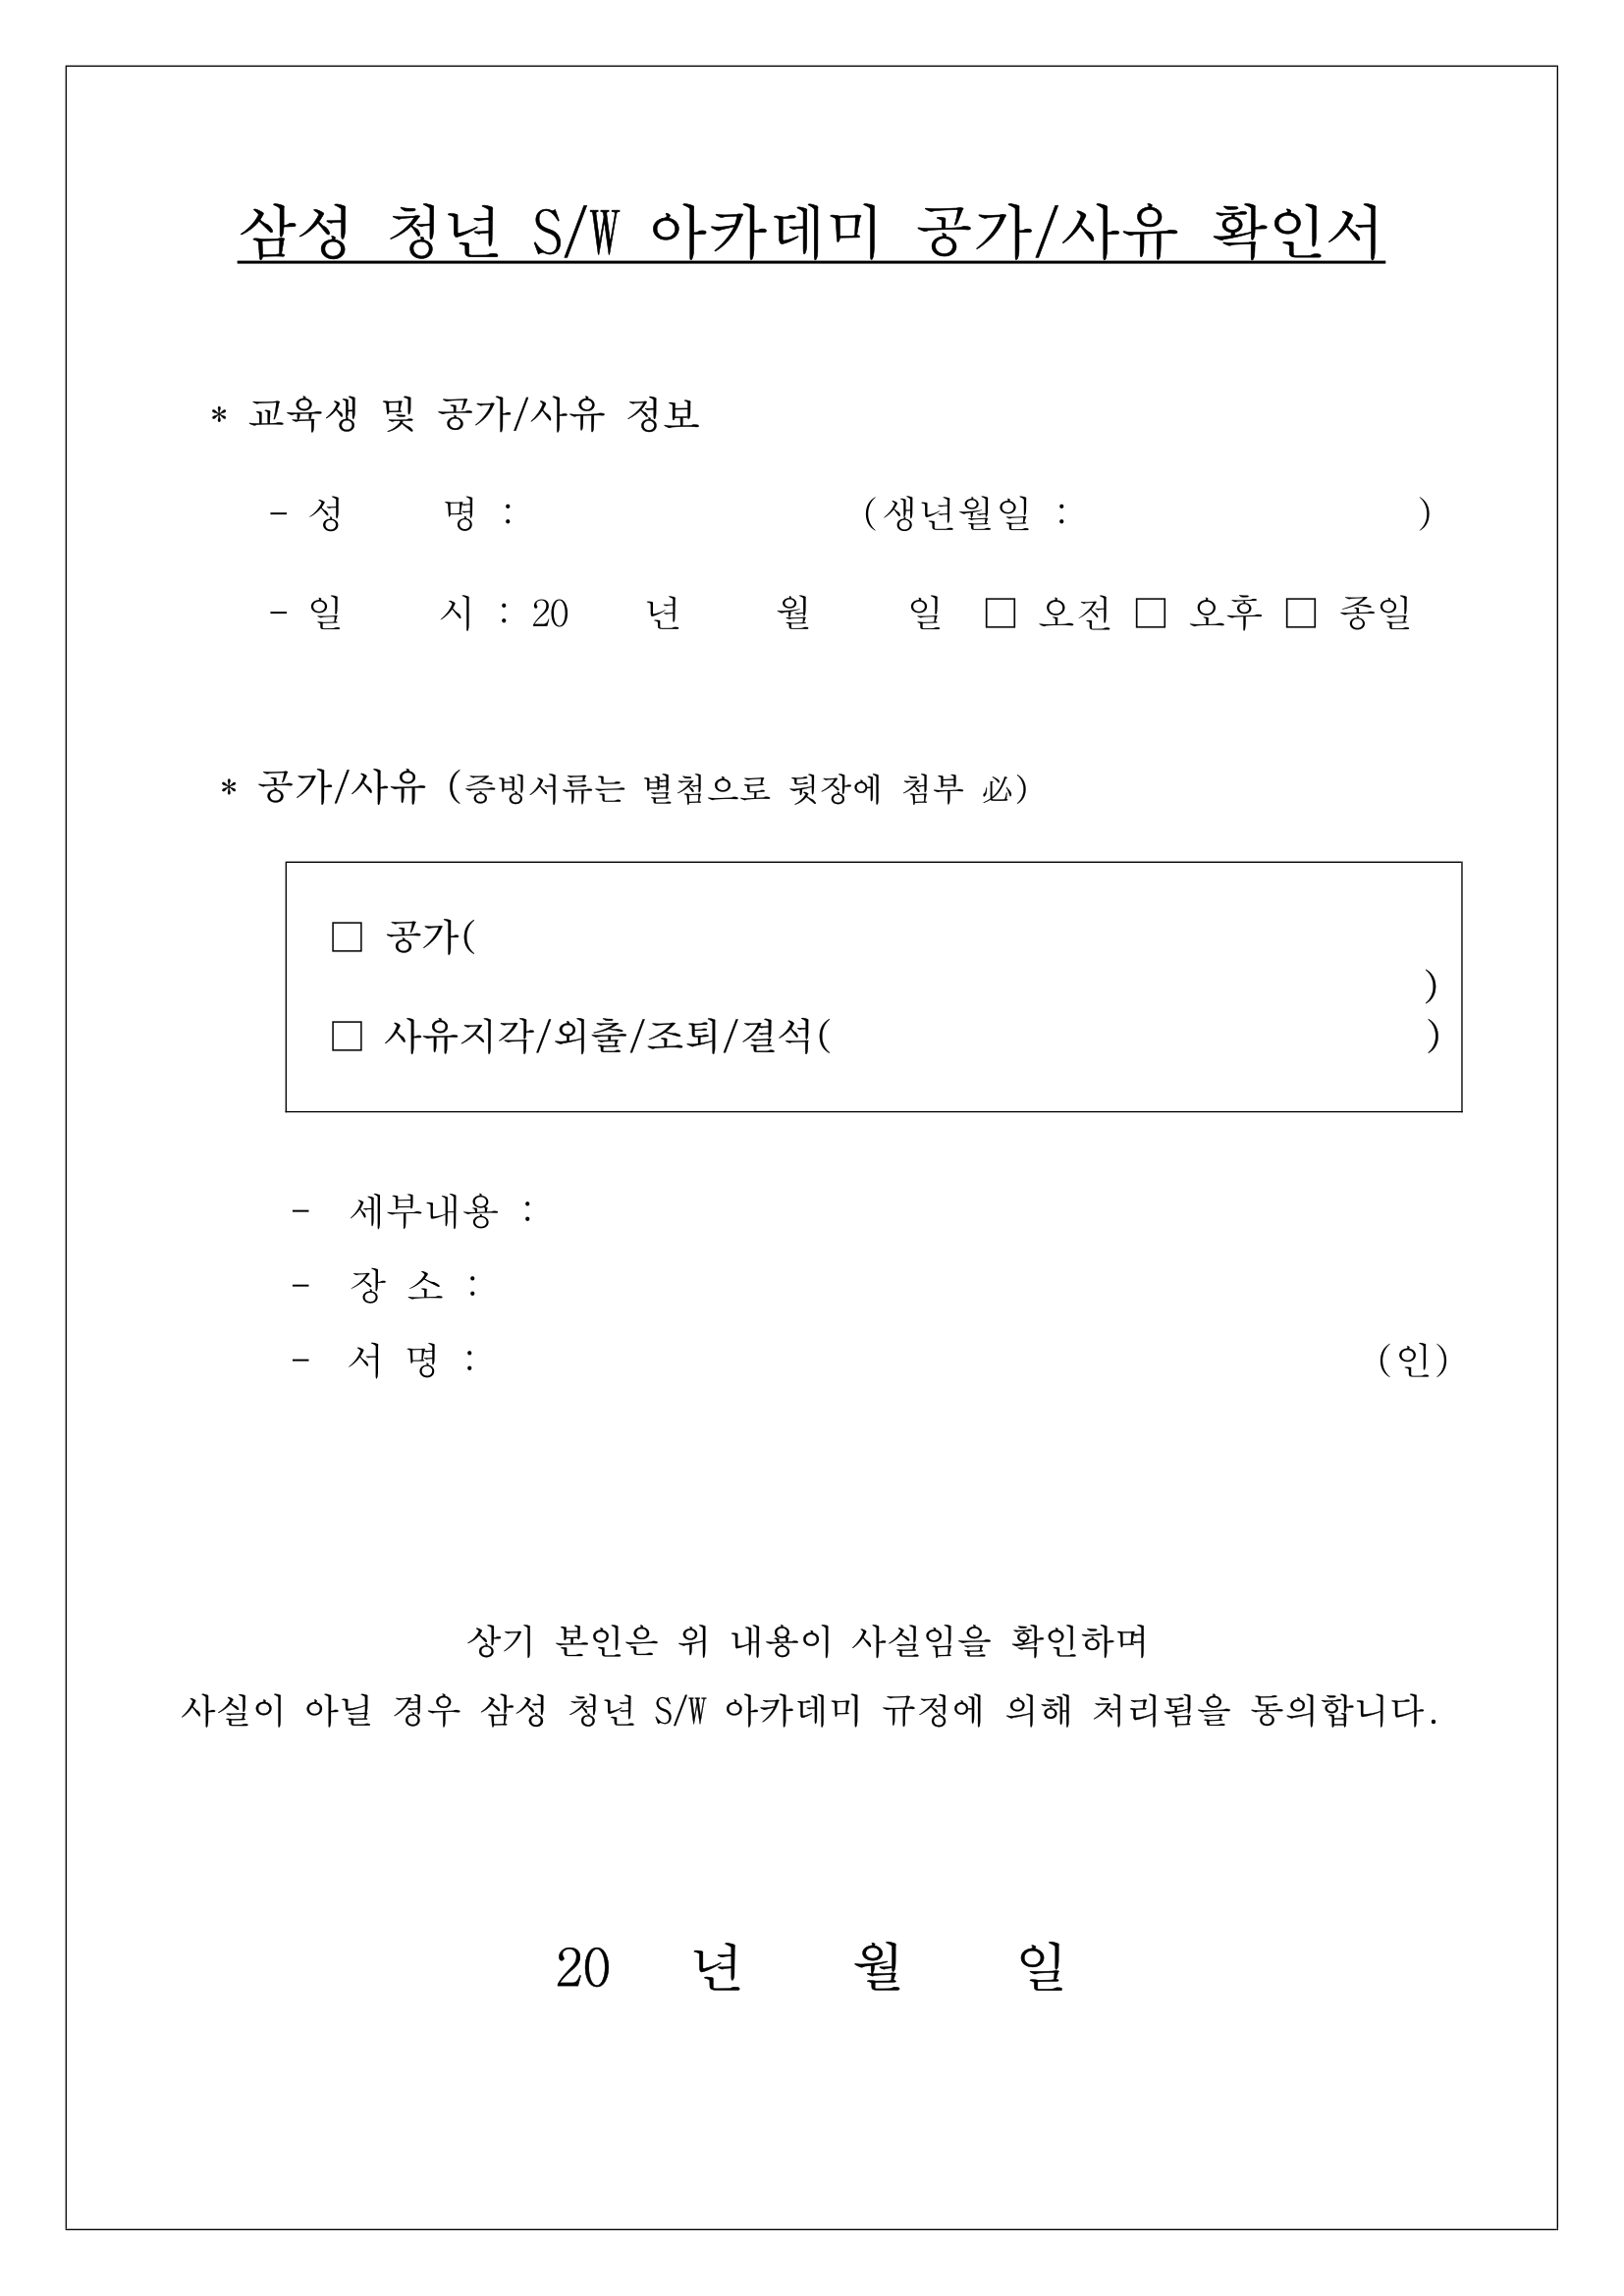 삼성 청년 S/W 아카데미 공가/사유 확인서
* 교육생 및 공가/사유 정보
- 성 명 : (생년월일 : )
- 일 시 : 20 년 월 일 □ 오전 □ 오후 □ 종일
* 공가/사유 (증빙서류는 별첨으로 뒷장에 첨부 必)
□ 공가(
)
□ 사유지각/외출/조퇴/결석( )
- 세부내용 :
- 장 소 :
- 서 명 : (인)
상기 본인은 위 내용이 사실임을 확인하며
사실이 아닐 경우 삼성 청년 S/W 아카데미 규정에 의해 처리됨을 동의합니다.
20 년 월 일